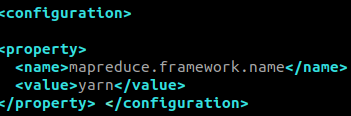 <configuration>
<property>
<name>mapreduce.framework.name</name>
<value>yarn</value>
</property> </configuration>